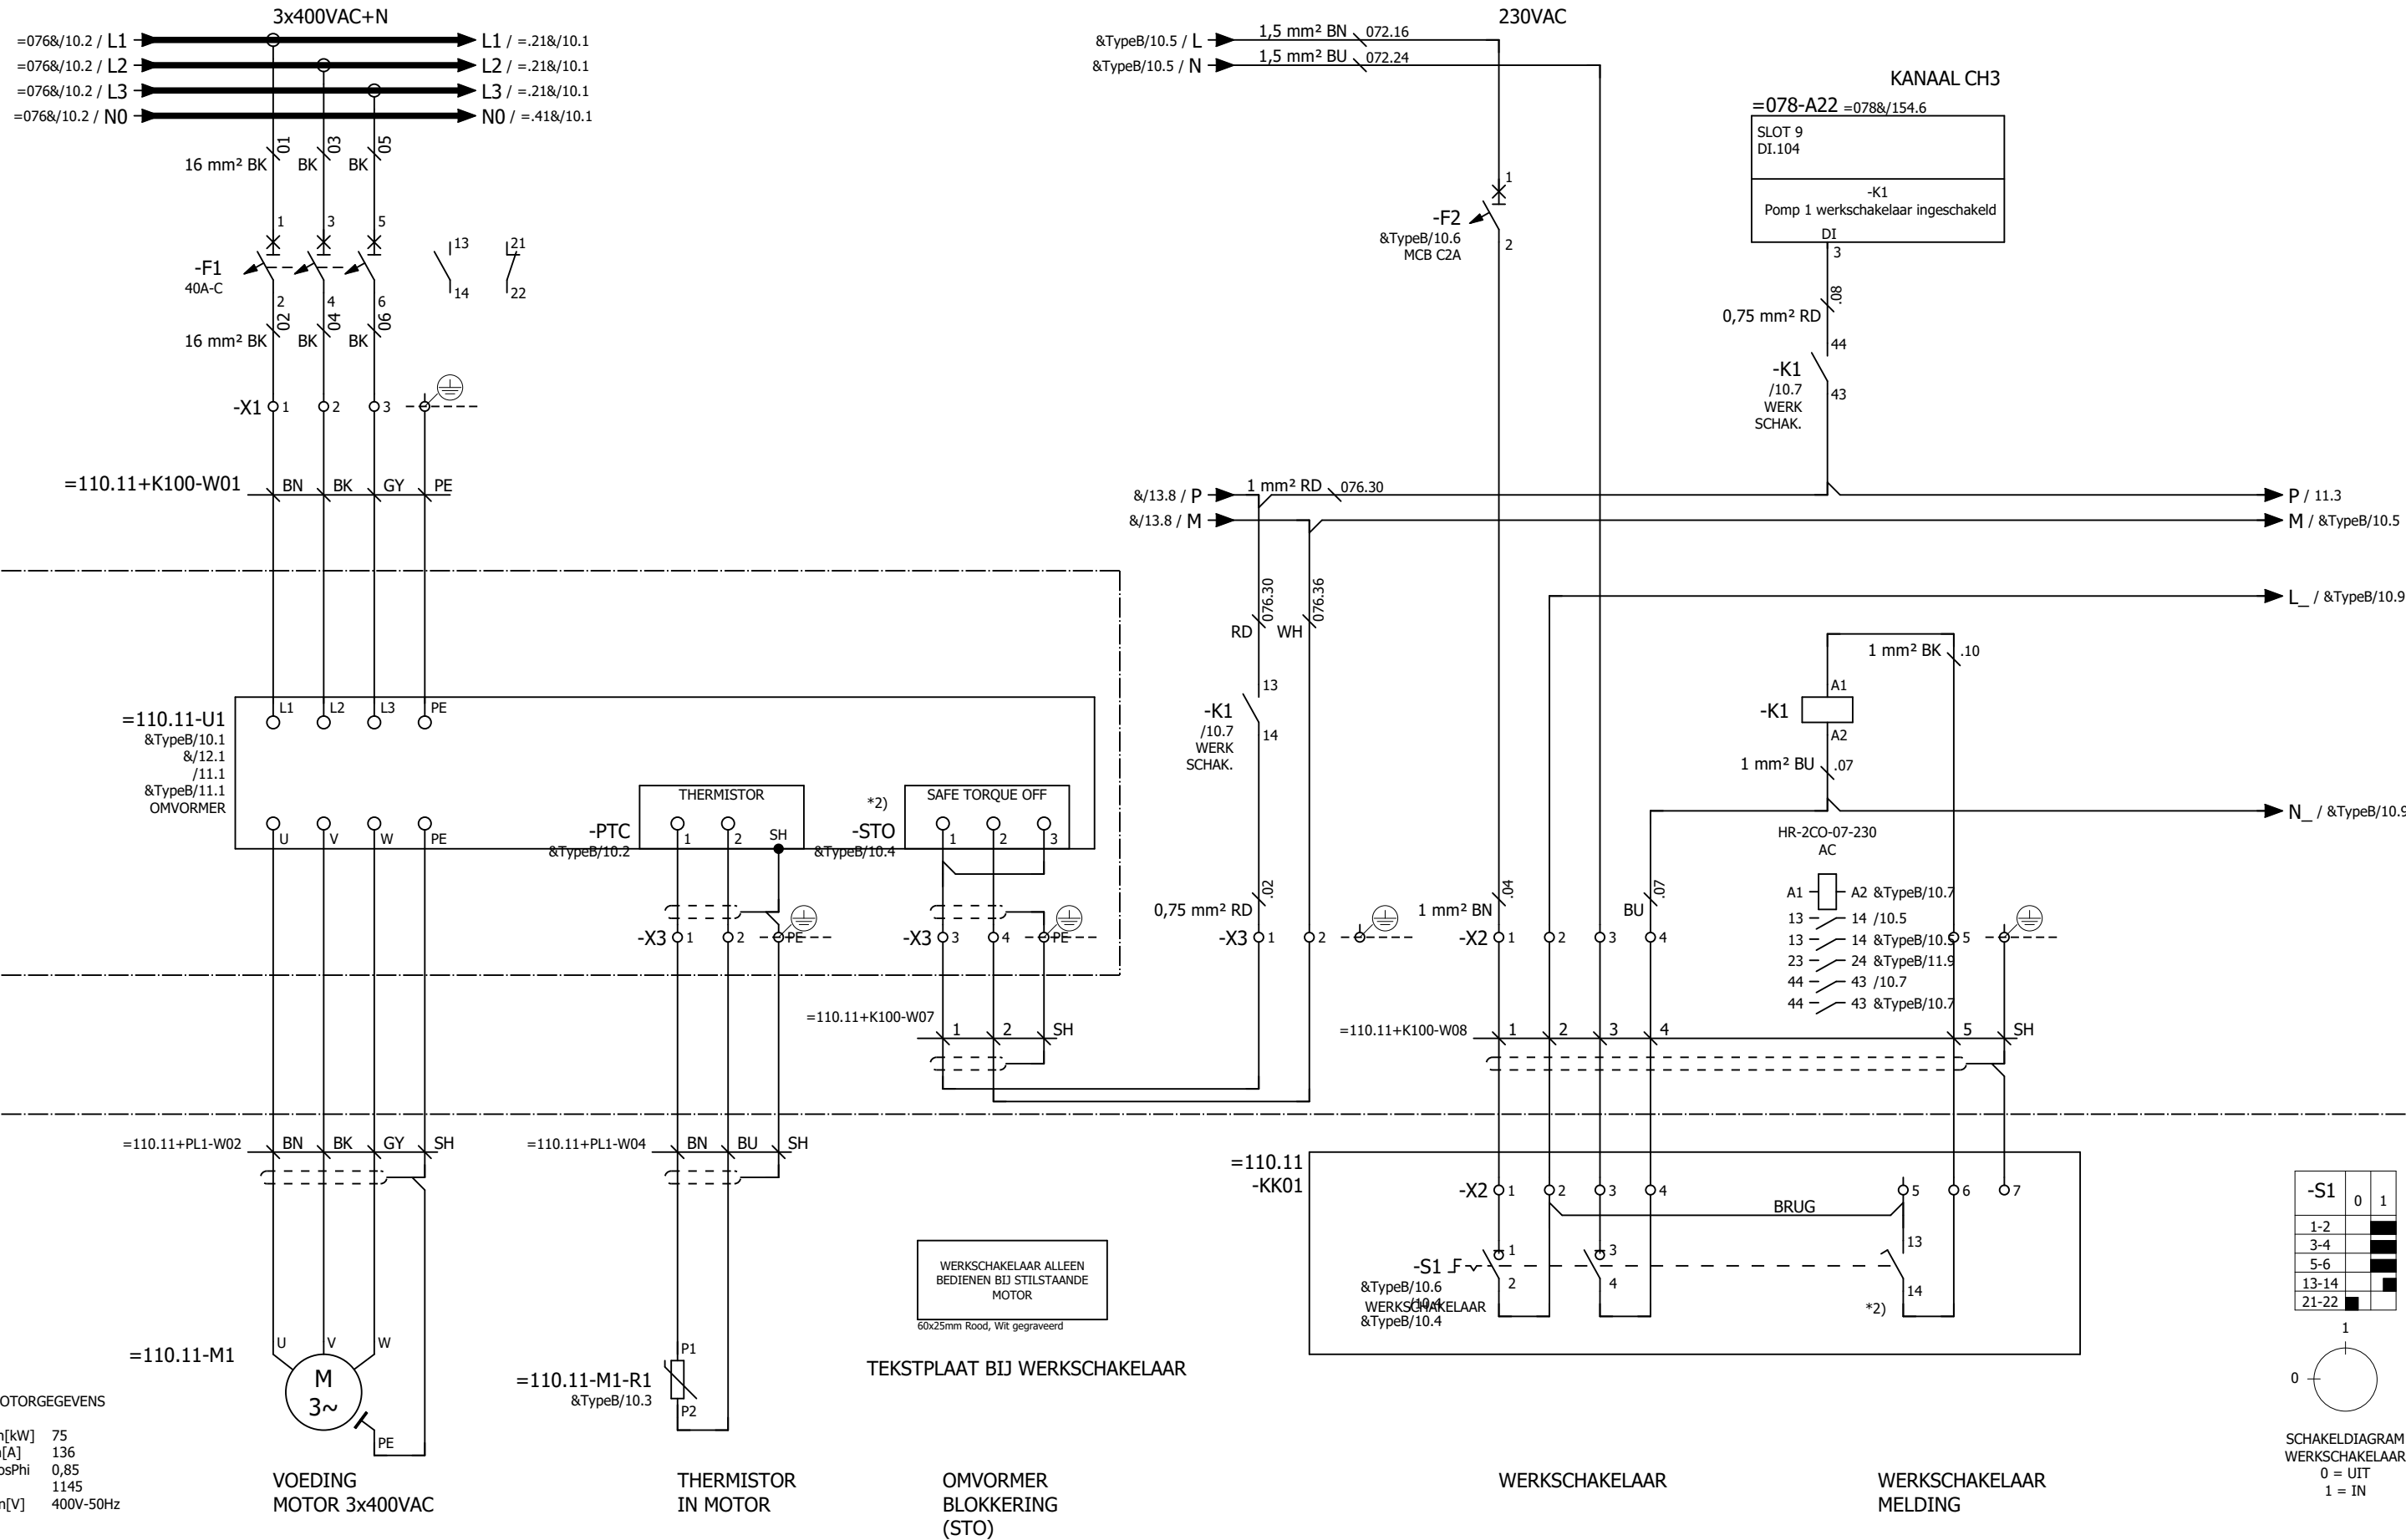 3x400VAC+N
=076&/10.2 / L1
L1 / =.21&/10.1
=076&/10.2 / L2
L2 / =.21&/10.1
=076&/10.2 / L3
L3 / =.21&/10.1
=076&/10.2 / N0
N0 / =.41&/10.1
01
03
05
16 mm² BK
BK
BK
1
3
5
-F1
40A-C
13
14
21
22
2
4
6
02
04
06
16 mm² BK
BK
BK
-X1
1
2
3
=110.11+K100-W01
BN
BK
GY
PE
=110.11-U1
&TypeB/10.1
&/12.1
/11.1
&TypeB/11.1
OMVORMER
L1
L2
L3
PE
U
V
W
PE
THERMISTOR
-PTC
&TypeB/10.2
1
2
SH
*2)
-STO
&TypeB/10.4
SAFE TORQUE OFF
1
2
3
-X3
1
2
PE
-X3
3
4
PE
=110.11+K100-W07
1
2
SH
=110.11+PL1-W02
BN
BK
GY
SH
=110.11+PL1-W04
BN
BU
SH
=110.11-M1
U
V
W
M
3~
PE
=110.11-M1-R1
&TypeB/10.3
P1
P2
OTORGEGEVENS
n[kW] 75
[A] 136
osPhi 0,85
1145
n[V] 400V-50Hz
VOEDING
MOTOR 3x400VAC
THERMISTOR
IN MOTOR
OMVORMER
BLOKKERING
(STO)
WERKSCHAKELAAR ALLEEN
BEDIENEN BIJ STILSTAANDE
MOTOR
60x25mm Rood, Wit gegraveerd
TEKSTPLAAT BIJ WERKSCHAKELAAR
230VAC
&TypeB/10.5 / L
1,5 mm² BN
072.16
&TypeB/10.5 / N
1,5 mm² BU
072.24
-F2
&TypeB/10.6
MCB C2A
1
2
KANAAL CH3
=078-A22 =078&/154.6
SLOT 9
DI.104
-K1
Pomp 1 werkschakelaar ingeschakeld
DI
3
.08
0,75 mm² RD
44
-K1
/10.7
WERK
SCHAK.
43
&/13.8 / P
1 mm² RD
076.30
P / 11.3
&/13.8 / M
M / &TypeB/10.5
076.30
076.36
RD
WH
L_ / &TypeB/10.9
13
-K1
/10.7
WERK
SCHAK.
14
1 mm² BK
.10
A1
-K1
A2
1 mm² BU
.07
N_ / &TypeB/10.9
HR-2CO-07-230
AC
A1
A2 &TypeB/10.7
13
14 /10.5
13
14 &TypeB/10.5
23
24 &TypeB/11.9
44
43 /10.7
44
43 &TypeB/10.7
.02
0,75 mm² RD
-X3
1
2
.04
1 mm² BN
.07
BU
-X2
1
2
3
4
5
=110.11+K100-W08
1
2
3
4
5
SH
=110.11
-KK01
-X2
1
2
3
4
5
6
7
BRUG
-S1
&TypeB/10.6
/10.4
WERKSCHAKELAAR
&TypeB/10.4
1
2
3
4
13
14
*2)
WERKSCHAKELAAR
WERKSCHAKELAAR
MELDING
-S1 0 1
1-2
3-4
5-6
13-14
21-22
1
0
SCHAKELDIAGRAM
WERKSCHAKELAAR
0 = UIT
1 = IN